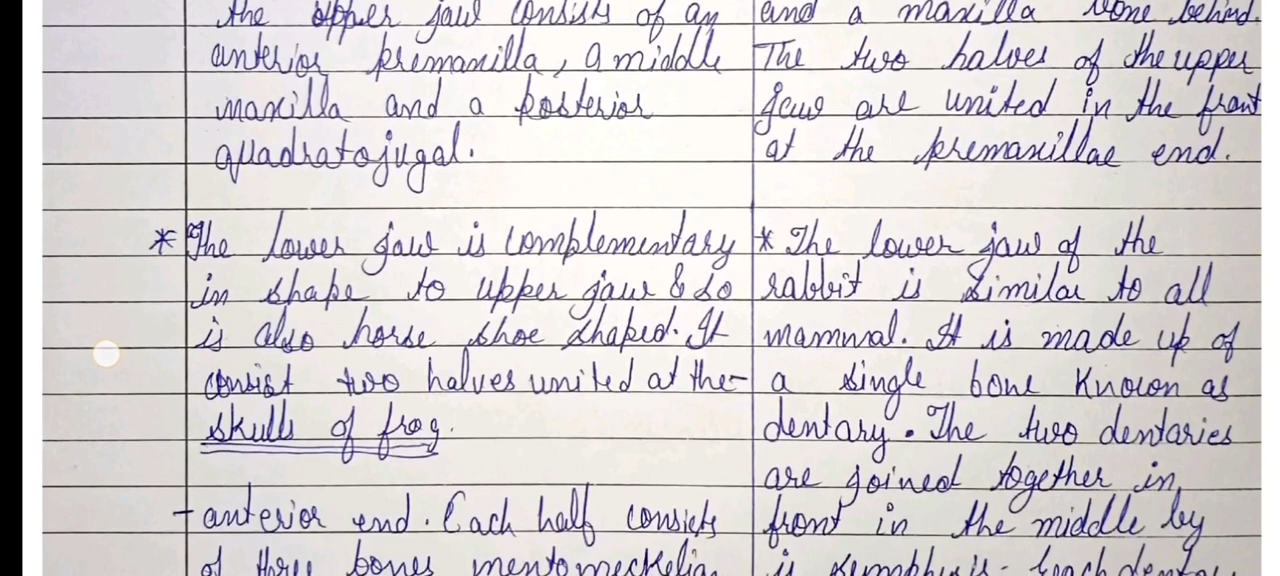 the upper jaw consists of an
anterior premaxilla, a middle
maxilla and a posterior
quadratojugal.
* The lower jaw is complementary
in shape to upper jaw & so
is also horse shoe shaped. It
consist two halves united at the-
skulls of frog.
- anterior end. Each half consists
of three bones mentomeckelia
and a maxilla bone behind.
The two halves of the upper
jaw are united in the front
at the premaxillae end.
* The lower jaw of the
rabbit is similar to all
mammal. It is made up of
a single bone known as
dentary. The two dentaries
are joined together in
front in the middle by